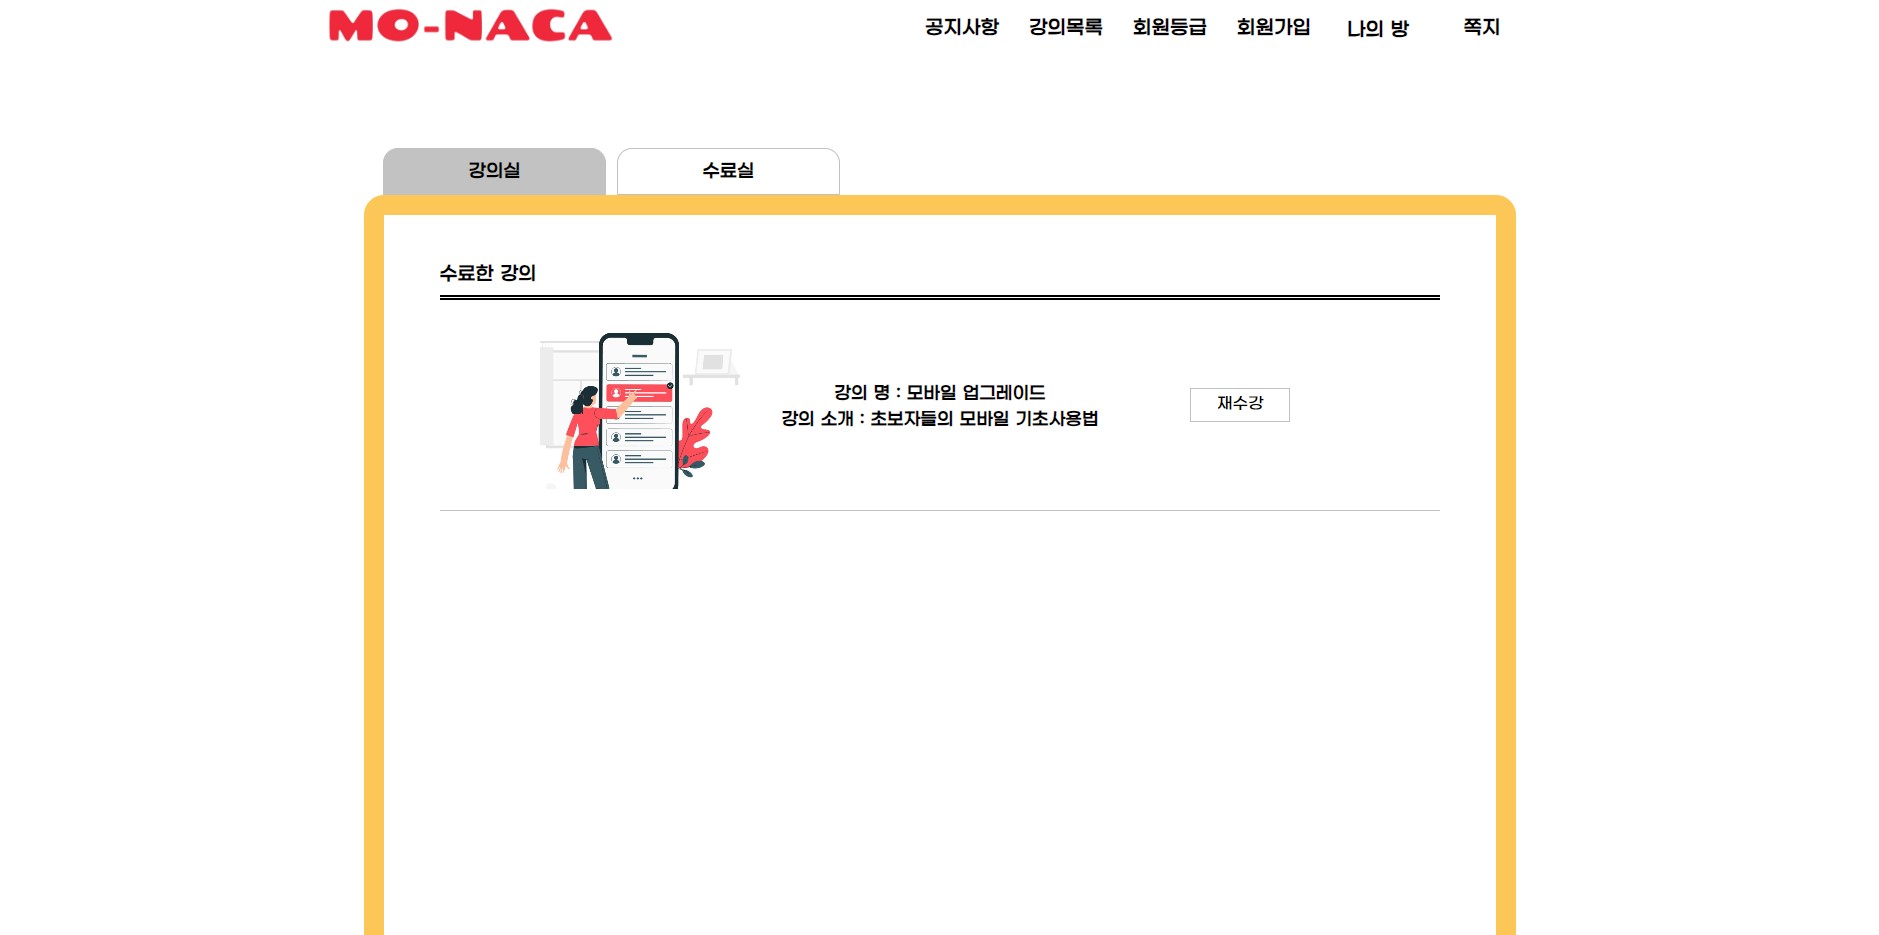 MO-NACA
공지사항 강의목록 회원등급 회원가입 나의 방 쪽지
강의실 수료실
수료한 강의
강의 명 : 모바일 업그레이드
강의 소개 : 초보자들의 모바일 기초사용법
재수강